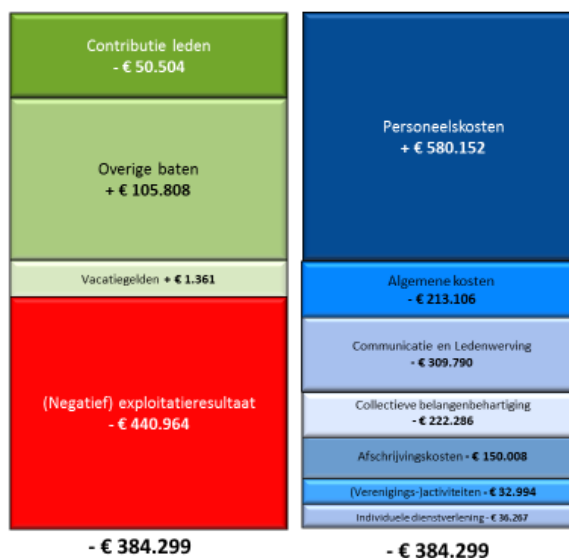 Contributie leden
- € 50.504
Overige baten
+ € 105.808
Vacatiegelden + € 1.361
(Negatief) exploitatieresultaat
- € 440.964
- € 384.299
Personeelskosten
+ € 580.152
Algemene kosten
- € 213.106
Communicatie en Ledenwerving
- € 309.790
Collectieve belangenbehartiging
- € 222.286
Afschrijvingskosten - € 150.008
(Verenigings-)activiteiten - € 32.994
Individuele dienstverlening - € 36.267
- € 384.299